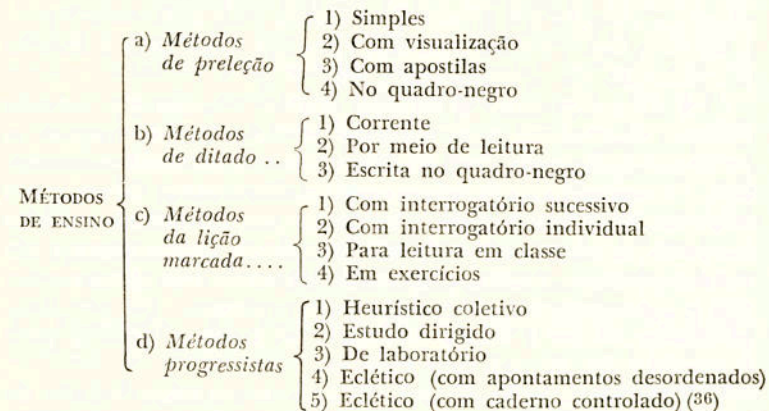 MÉTODOS
DE ENSINO
a) Métodos
de preleção
1) Simples
2) Com visualização
3) Com apostilas
4) No quadro-negro
b) Métodos
de ditado ..
1) Corrente
2) Por meio de leitura
3) Escrita no quadro-negro
c) Métodos
da lição
marcada....
1) Com interrogatório sucessivo
2) Com interrogatório individual
3) Para leitura em classe
4) Em exercícios
d) Métodos
progressistas
1) Heurístico coletivo
2) Estudo dirigido
3) De laboratório
4) Eclético (com apontamentos desordenados)
5) Eclético (com caderno controlado) (36)